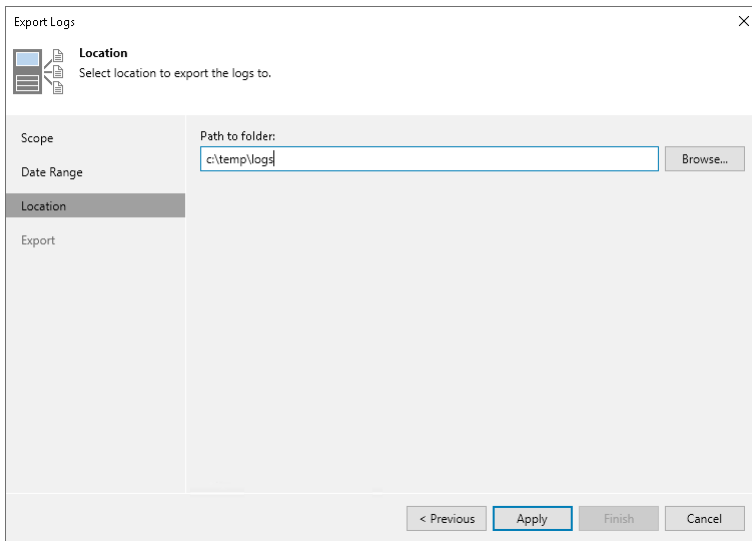 Export Logs
Location
Select location to export the logs to.
Scope
Date Range
Location
Export
Path to folder:
c:\temp\logs
Browse...
< Previous
Apply
Finish
Cancel